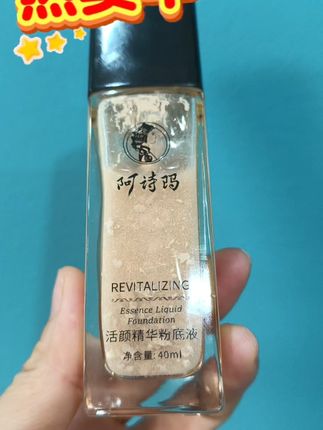 阿诗玛
REVITALIZING
Essence Liquid
Foundation
活颜精华粉底液
净含量:40ml